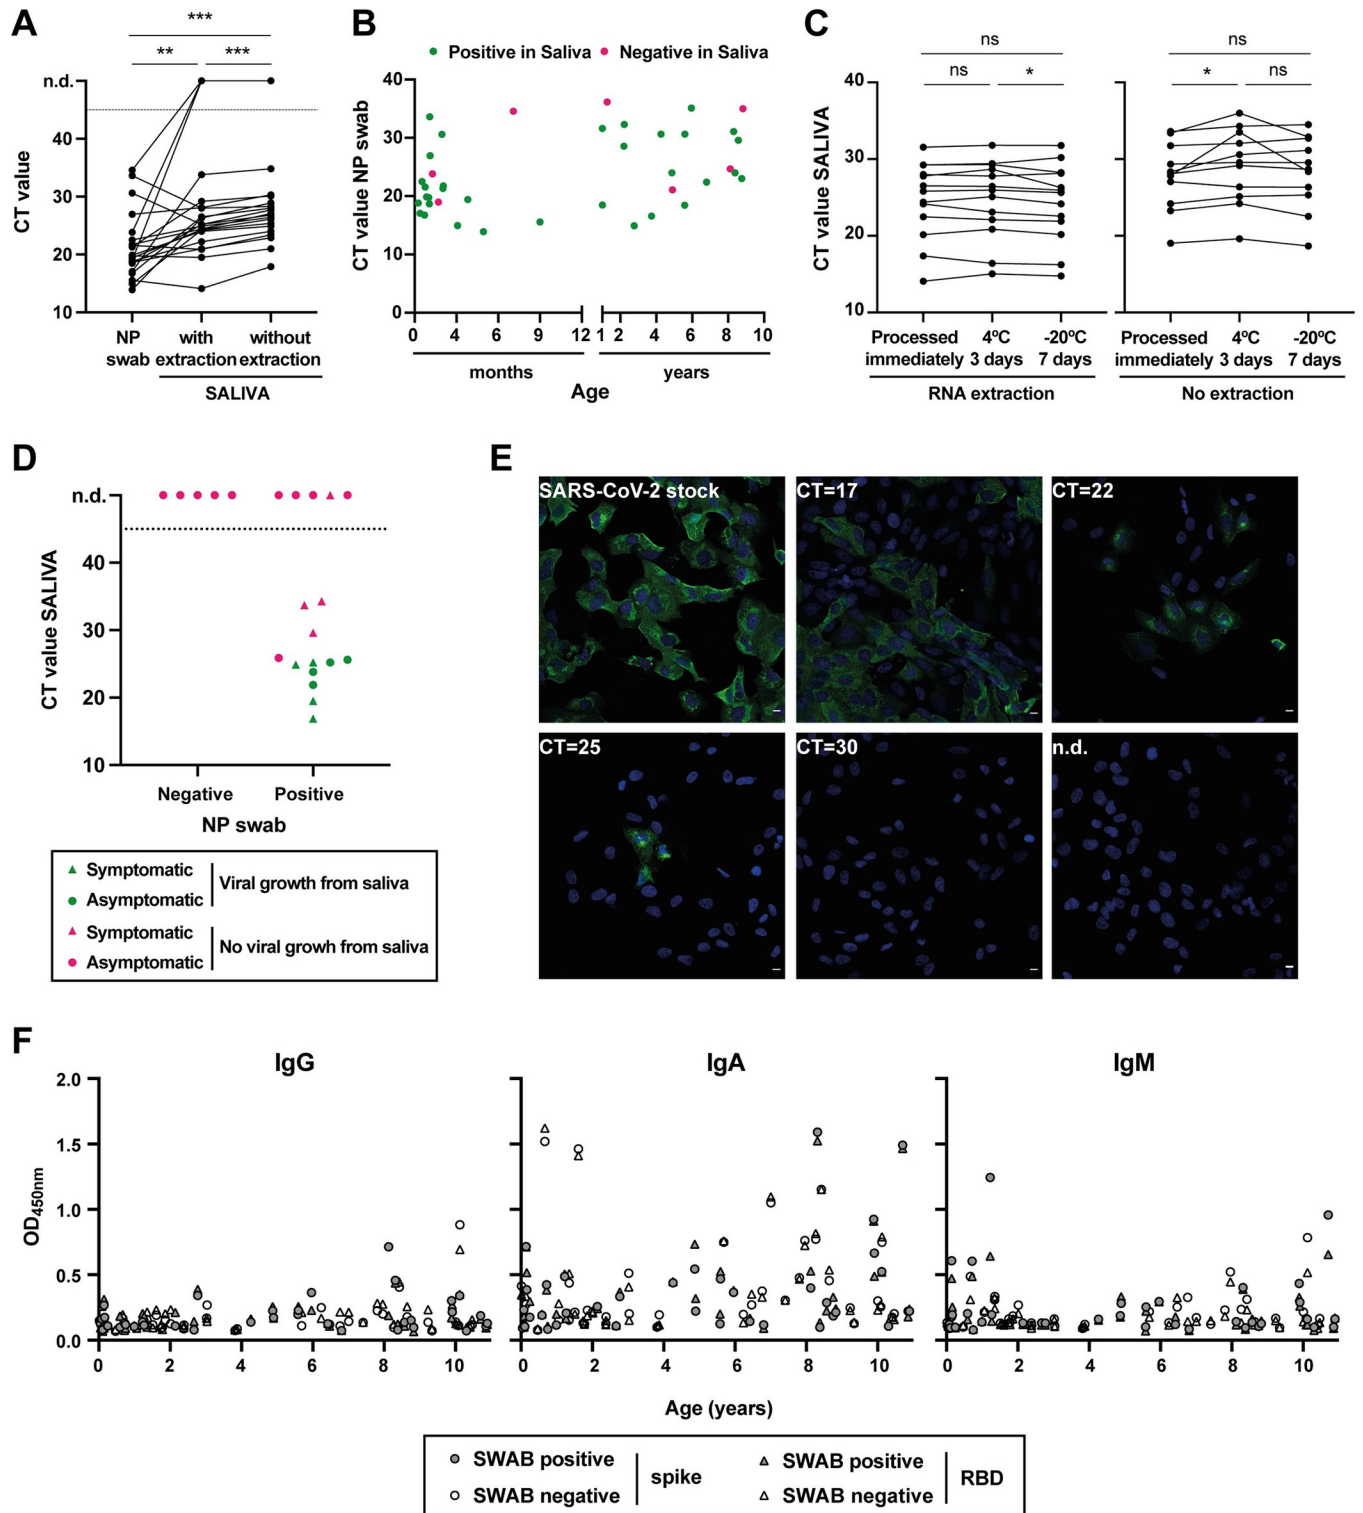 A
***
**
***
n.d.
40
30
20
10
CT value
NP swab
with extraction
without extraction
SALIVA
B
Positive in Saliva
Negative in Saliva
40
30
20
10
0
CT value NP swab
0 4 6 9 12 1 2 4 6 8 10
months
years
Age
C
ns
ns
*
ns
*
ns
40
30
20
10
CT value SALIVA
Processed immediately
4ºC 3 days
-20ºC 7 days
RNA extraction
Processed immediately
4ºC 3 days
-20ºC 7 days
No extraction
D
n.d.
40
30
20
10
CT value SALIVA
Negative
Positive
NP swab
Symptomatic
Asymptomatic
Viral growth from saliva
Symptomatic
Asymptomatic
No viral growh from saliva
E
SARS-CoV-2 stock
CT=17
CT=22
CT=25
CT=30
n.d.
F
IgG
IgA
IgM
2.0
1.5
1.0
0.5
0.0
OD450nm
0 2 4 6 8 10
0 2 4 6 8 10
0 2 4 6 8 10
Age (years)
SWAB positive
SWAB negative
spike
SWAB positive
SWAB negative
RBD